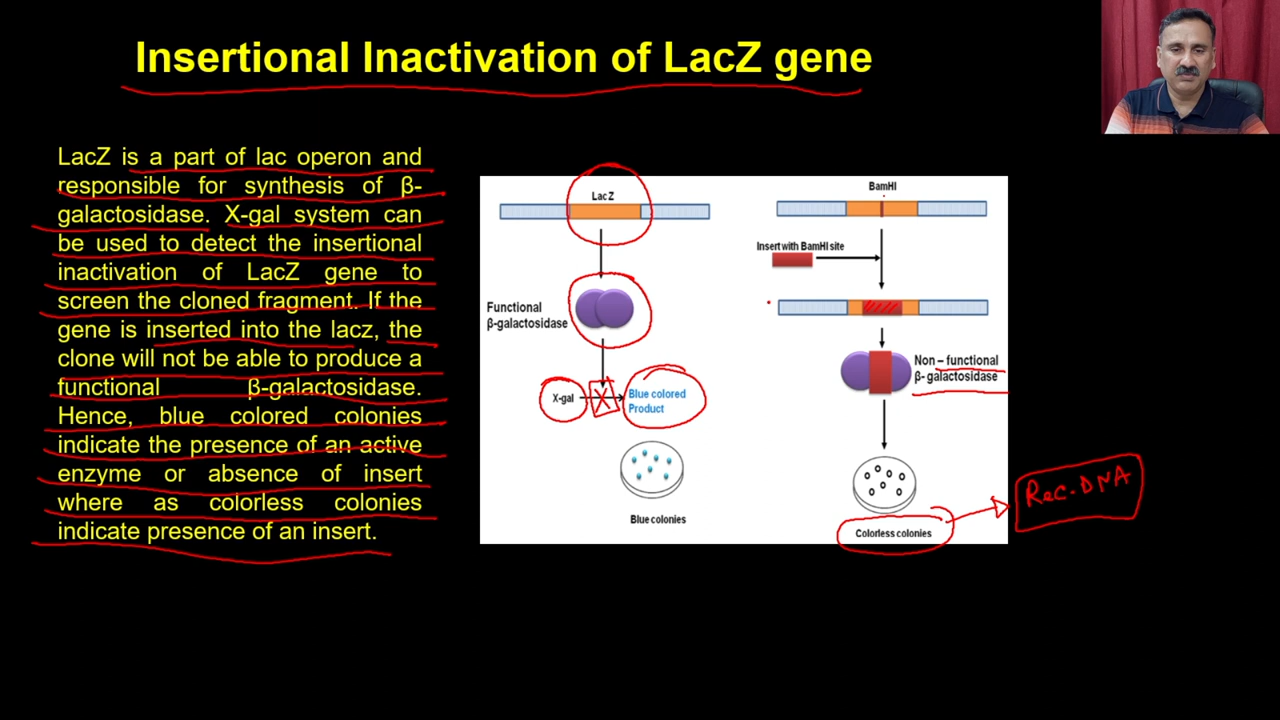 Insertional Inactivation of LacZ gene
LacZ is a part of lac operon and
responsible for synthesis of β-
galactosidase. X-gal system can
be used to detect the insertional
inactivation of LacZ gene to
screen the cloned fragment. If the
gene is inserted into the lacz, the
clone will not be able to produce a
functional β-galactosidase.
Hence, blue colored colonies
indicate the presence of an active
enzyme or absence of insert
where as colorless colonies
indicate presence of an insert.
Lac Z
Functional
β-galactosidase
X-gal
X
Blue colored
Product
Blue colonies
BamHI
Insert with BamHI site
Non – functional
β- galactosidase
Colorless colonies
Rec. DNA